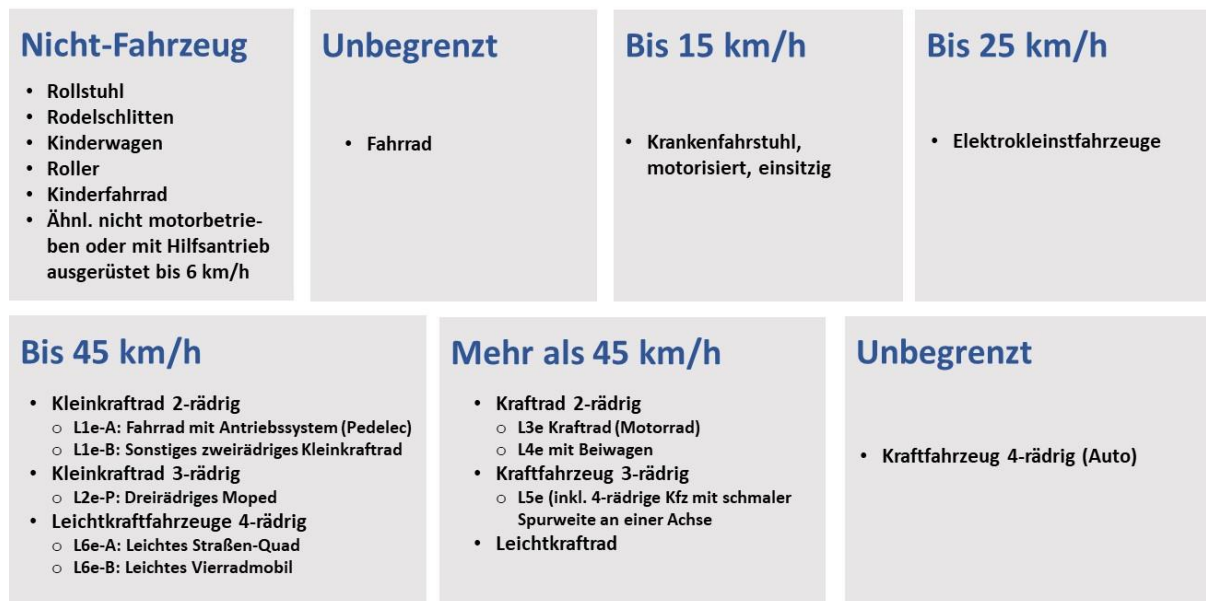 Nicht-Fahrzeug
• Rollstuhl
• Rodelschlitten
• Kinderwagen
• Roller
• Kinderfahrrad
• Ähnl. nicht motorbetrie-
ben oder mit Hilfsantrieb
ausgerüstet bis 6 km/h
Unbegrenzt
• Fahrrad
Bis 15 km/h
• Krankenfahrstuhl,
motorisiert, einsitzig
Bis 25 km/h
• Elektrokleinstfahrzeuge
Bis 45 km/h
• Kleinkraftrad 2-rädrig
o L1e-A: Fahrrad mit Antriebssystem (Pedelec)
o L1e-B: Sonstiges zweirädriges Kleinkraftrad
• Kleinkraftrad 3-rädrig
o L2e-P: Dreirädriges Moped
• Leichtkraftfahrzeuge 4-rädrig
o L6e-A: Leichtes Straßen-Quad
o L6e-B: Leichtes Vierradmobil
Mehr als 45 km/h
• Kraftrad 2-rädrig
o L3e Kraftrad (Motorrad)
o L4e mit Beiwagen
• Kraftfahrzeug 3-rädrig
o L5e (inkl. 4-rädrige Kfz mit schmaler
Spurweite an einer Achse
• Leichtkraftrad
Unbegrenzt
• Kraftfahrzeug 4-rädrig (Auto)